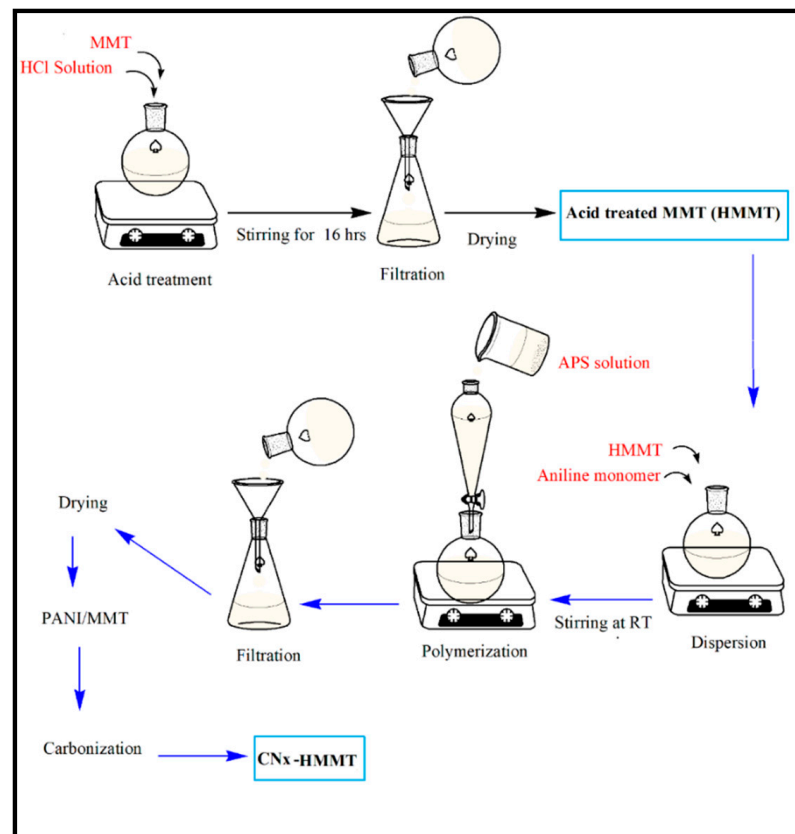 MMT
HCl Solution
Stirring for 16 hrs
Drying
Acid treated MMT (HMMT)
Acid treatment
Filtration
APS solution
HMMT
Aniline monomer
Stirring at RT
Dispersion
Polymerization
Filtration
Drying
PANI/MMT
Carbonization
CNx-HMMT